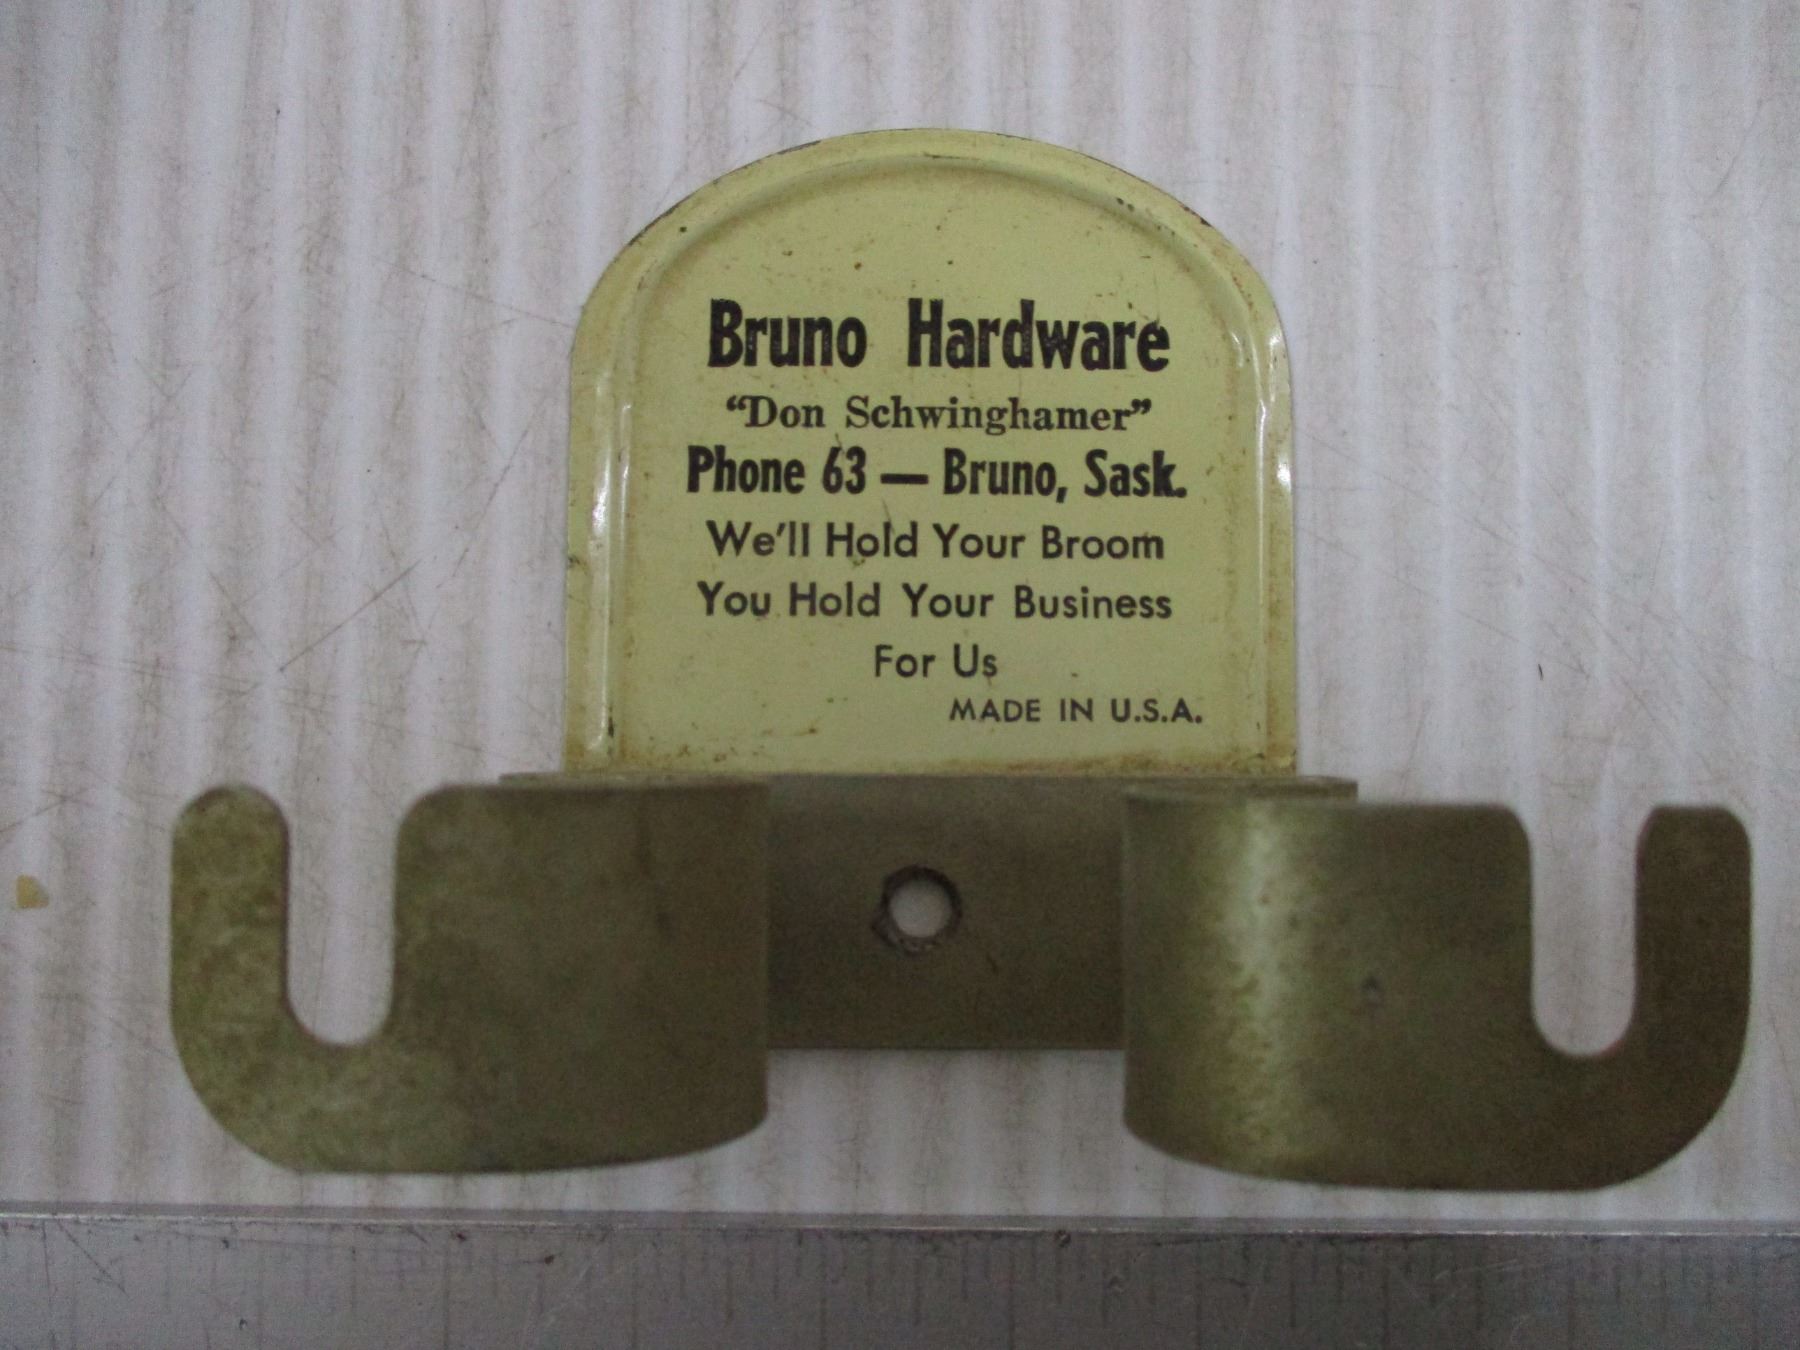 Bruno Hardware
“Don Schwinghamer”
Phone 63 — Bruno, Sask.
We'll Hold Your Broom
You Hold Your Business
For Us
MADE IN U.S.A.